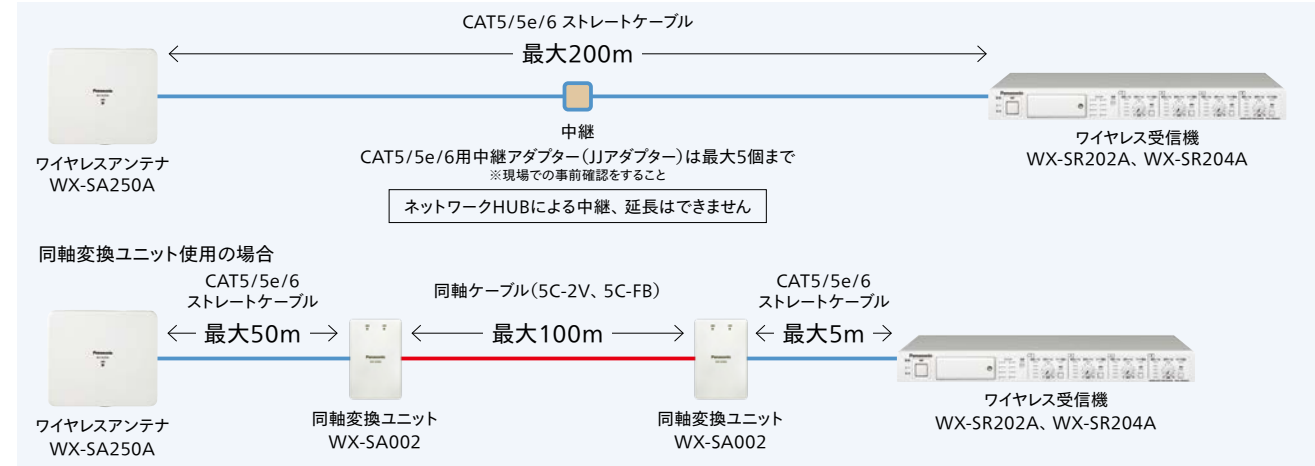 CAT5/5e/6 ストレートケーブル
最大200m
Panasonic
Panasonic
中継
CAT5/5e/6用中継アダプター(JJアダプター)は最大5個まで
※現場での事前確認をすること
ネットワークHUBによる中継、延長はできません
ワイヤレスアンテナ
WX-SA250A
ワイヤレス受信機
WX-SR202A、WX-SR204A
同軸変換ユニット使用の場合
CAT5/5e/6
ストレートケーブル
最大50m
同軸ケーブル(5C-2V、5C-FB)
最大100m
CAT5/5e/6
ストレートケーブル
最大5m
Panasonic
Panasonic
Panasonic
Panasonic
ワイヤレスアンテナ
WX-SA250A
同軸変換ユニット
WX-SA002
同軸変換ユニット
WX-SA002
ワイヤレス受信機
WX-SR202A、WX-SR204A